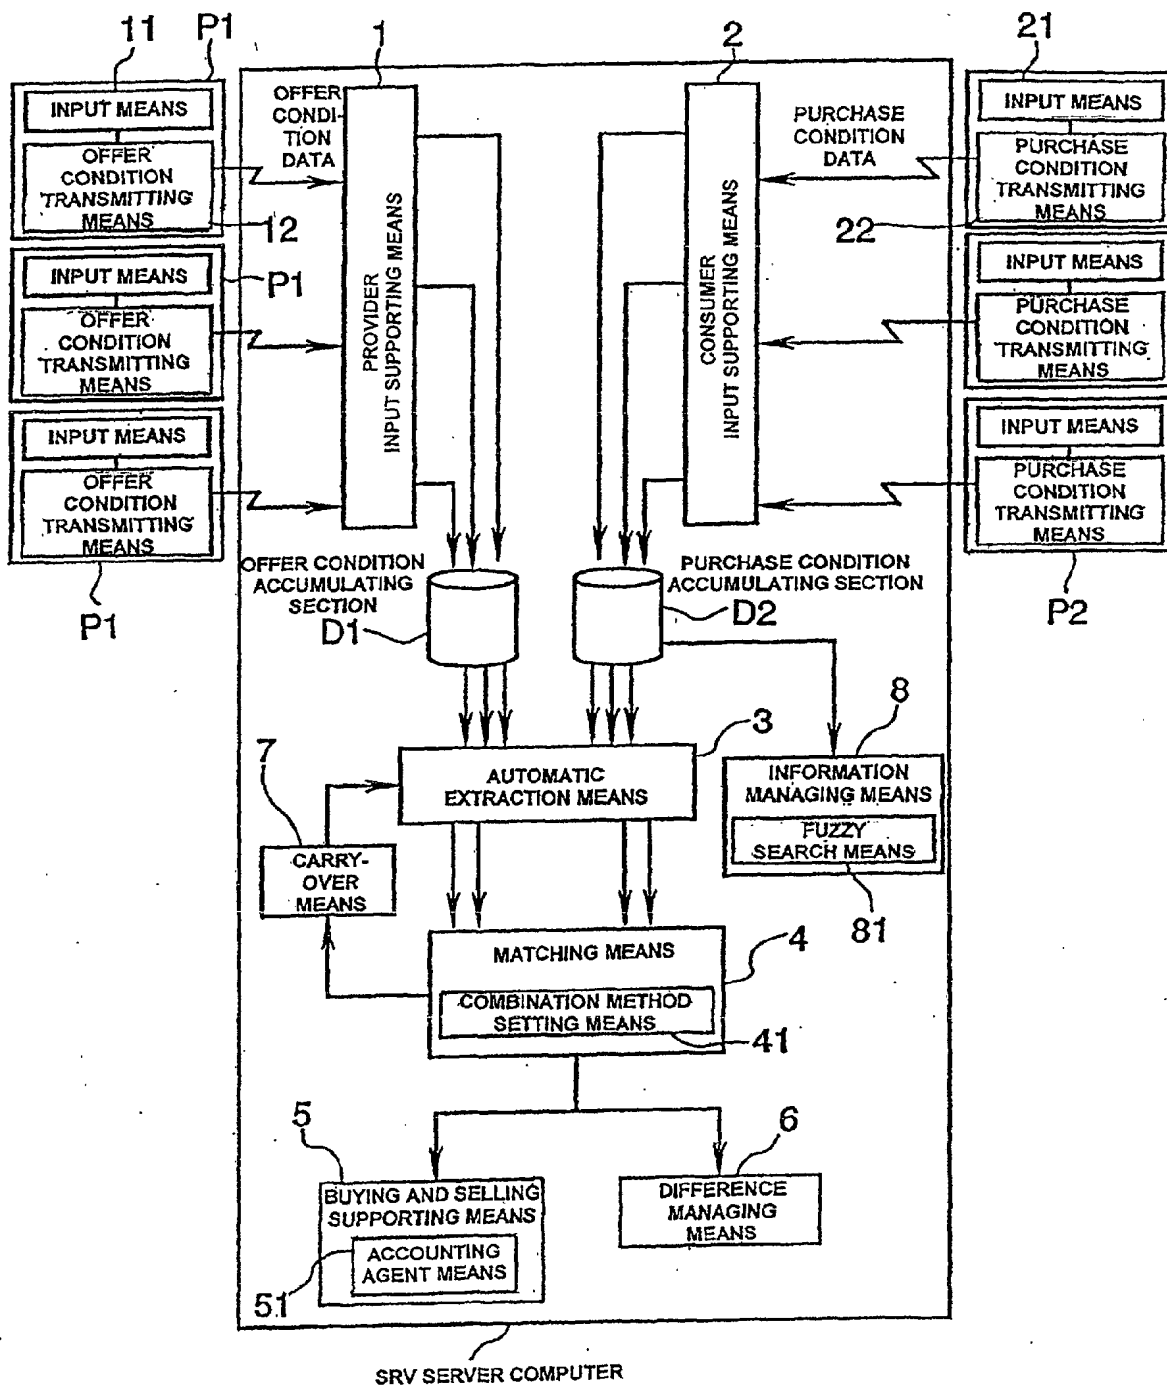 11
P1
1
2
21
INPUT MEANS
OFFER
CONDITION
TRANSMITTING
MEANS
12
OFFER
CONDI-
TION
DATA
PROVIDER
INPUT SUPPORTING MEANS
CONSUMER
INPUT SUPPORTING MEANS
PURCHASE
CONDITION
DATA
INPUT MEANS
PURCHASE
CONDITION
TRANSMITTING
MEANS
22
INPUT MEANS
P1
OFFER
CONDITION
TRANSMITTING
MEANS
INPUT MEANS
PURCHASE
CONDITION
TRANSMITTING
MEANS
INPUT MEANS
OFFER
CONDITION
TRANSMITTING
MEANS
P1
INPUT MEANS
PURCHASE
CONDITION
TRANSMITTING
MEANS
P2
OFFER CONDITION
ACCUMULATING
SECTION
D1
PURCHASE CONDITION
ACCUMULATING SECTION
D2
3
AUTOMATIC
EXTRACTION MEANS
8
INFORMATION
MANAGING MEANS
FUZZY
SEARCH MEANS
81
7
CARRY-
OVER
MEANS
4
MATCHING MEANS
COMBINATION METHOD
SETTING MEANS
41
5
BUYING AND SELLING
SUPPORTING MEANS
ACCOUNTING
AGENT MEANS
51
6
DIFFERENCE
MANAGING
MEANS
SRV SERVER COMPUTER